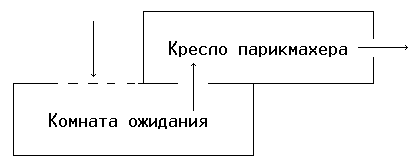 Кресло парикмахера
Комната ожидания